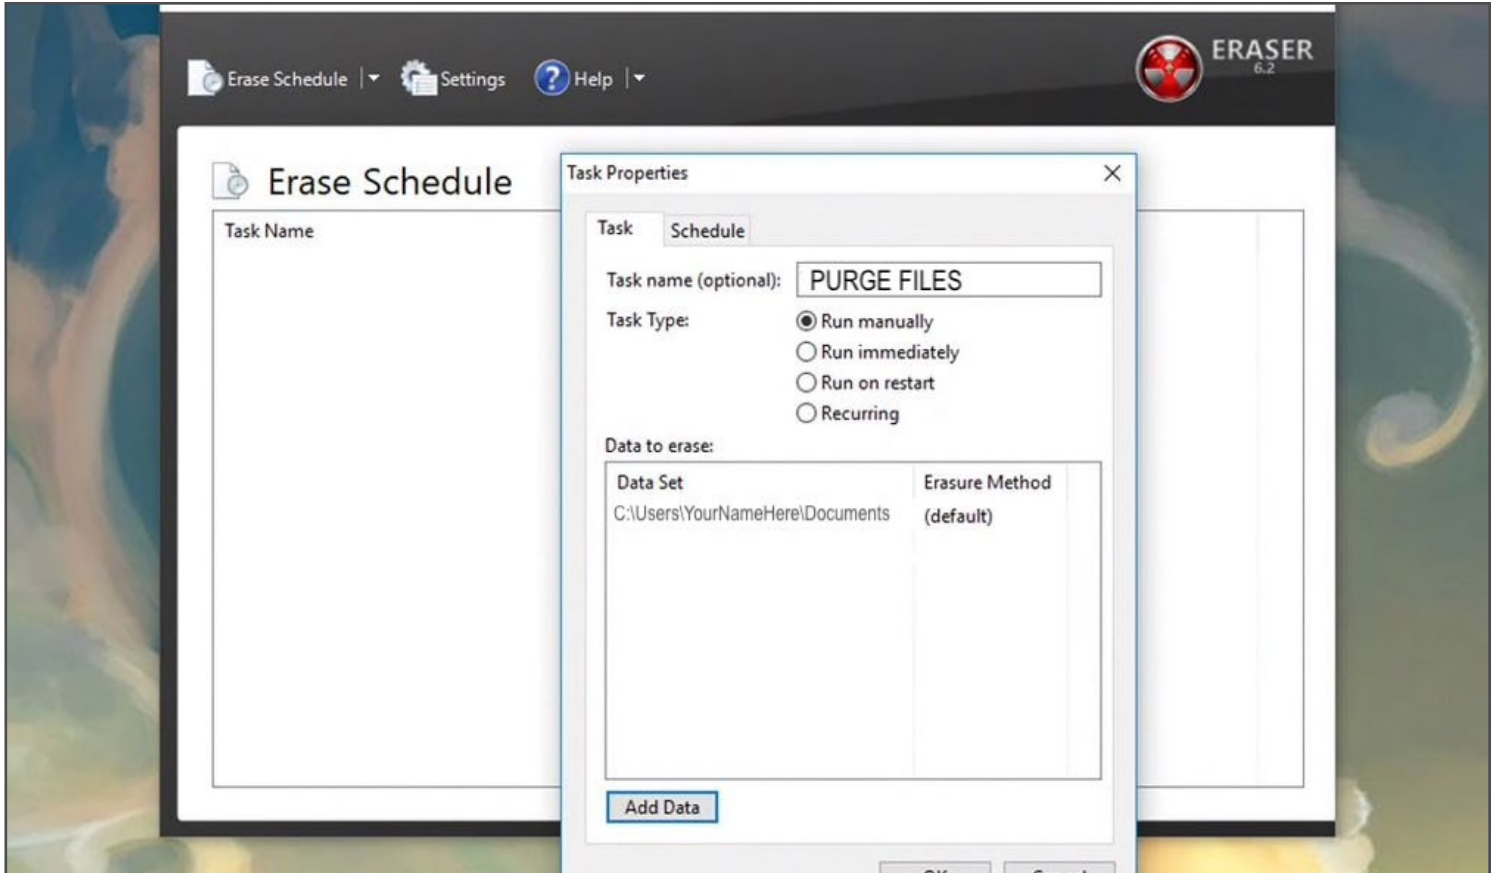 Erase Schedule
Settings
Help
ERASER
6.2
Erase Schedule
Task Name
Task Properties
Task
Schedule
Task name (optional): PURGE FILES
Task Type:
Run manually
Run immediately
Run on restart
Recurring
Data to erase:
Data Set Erasure Method
C:\Users\YourNameHere\Documents (default)
Add Data